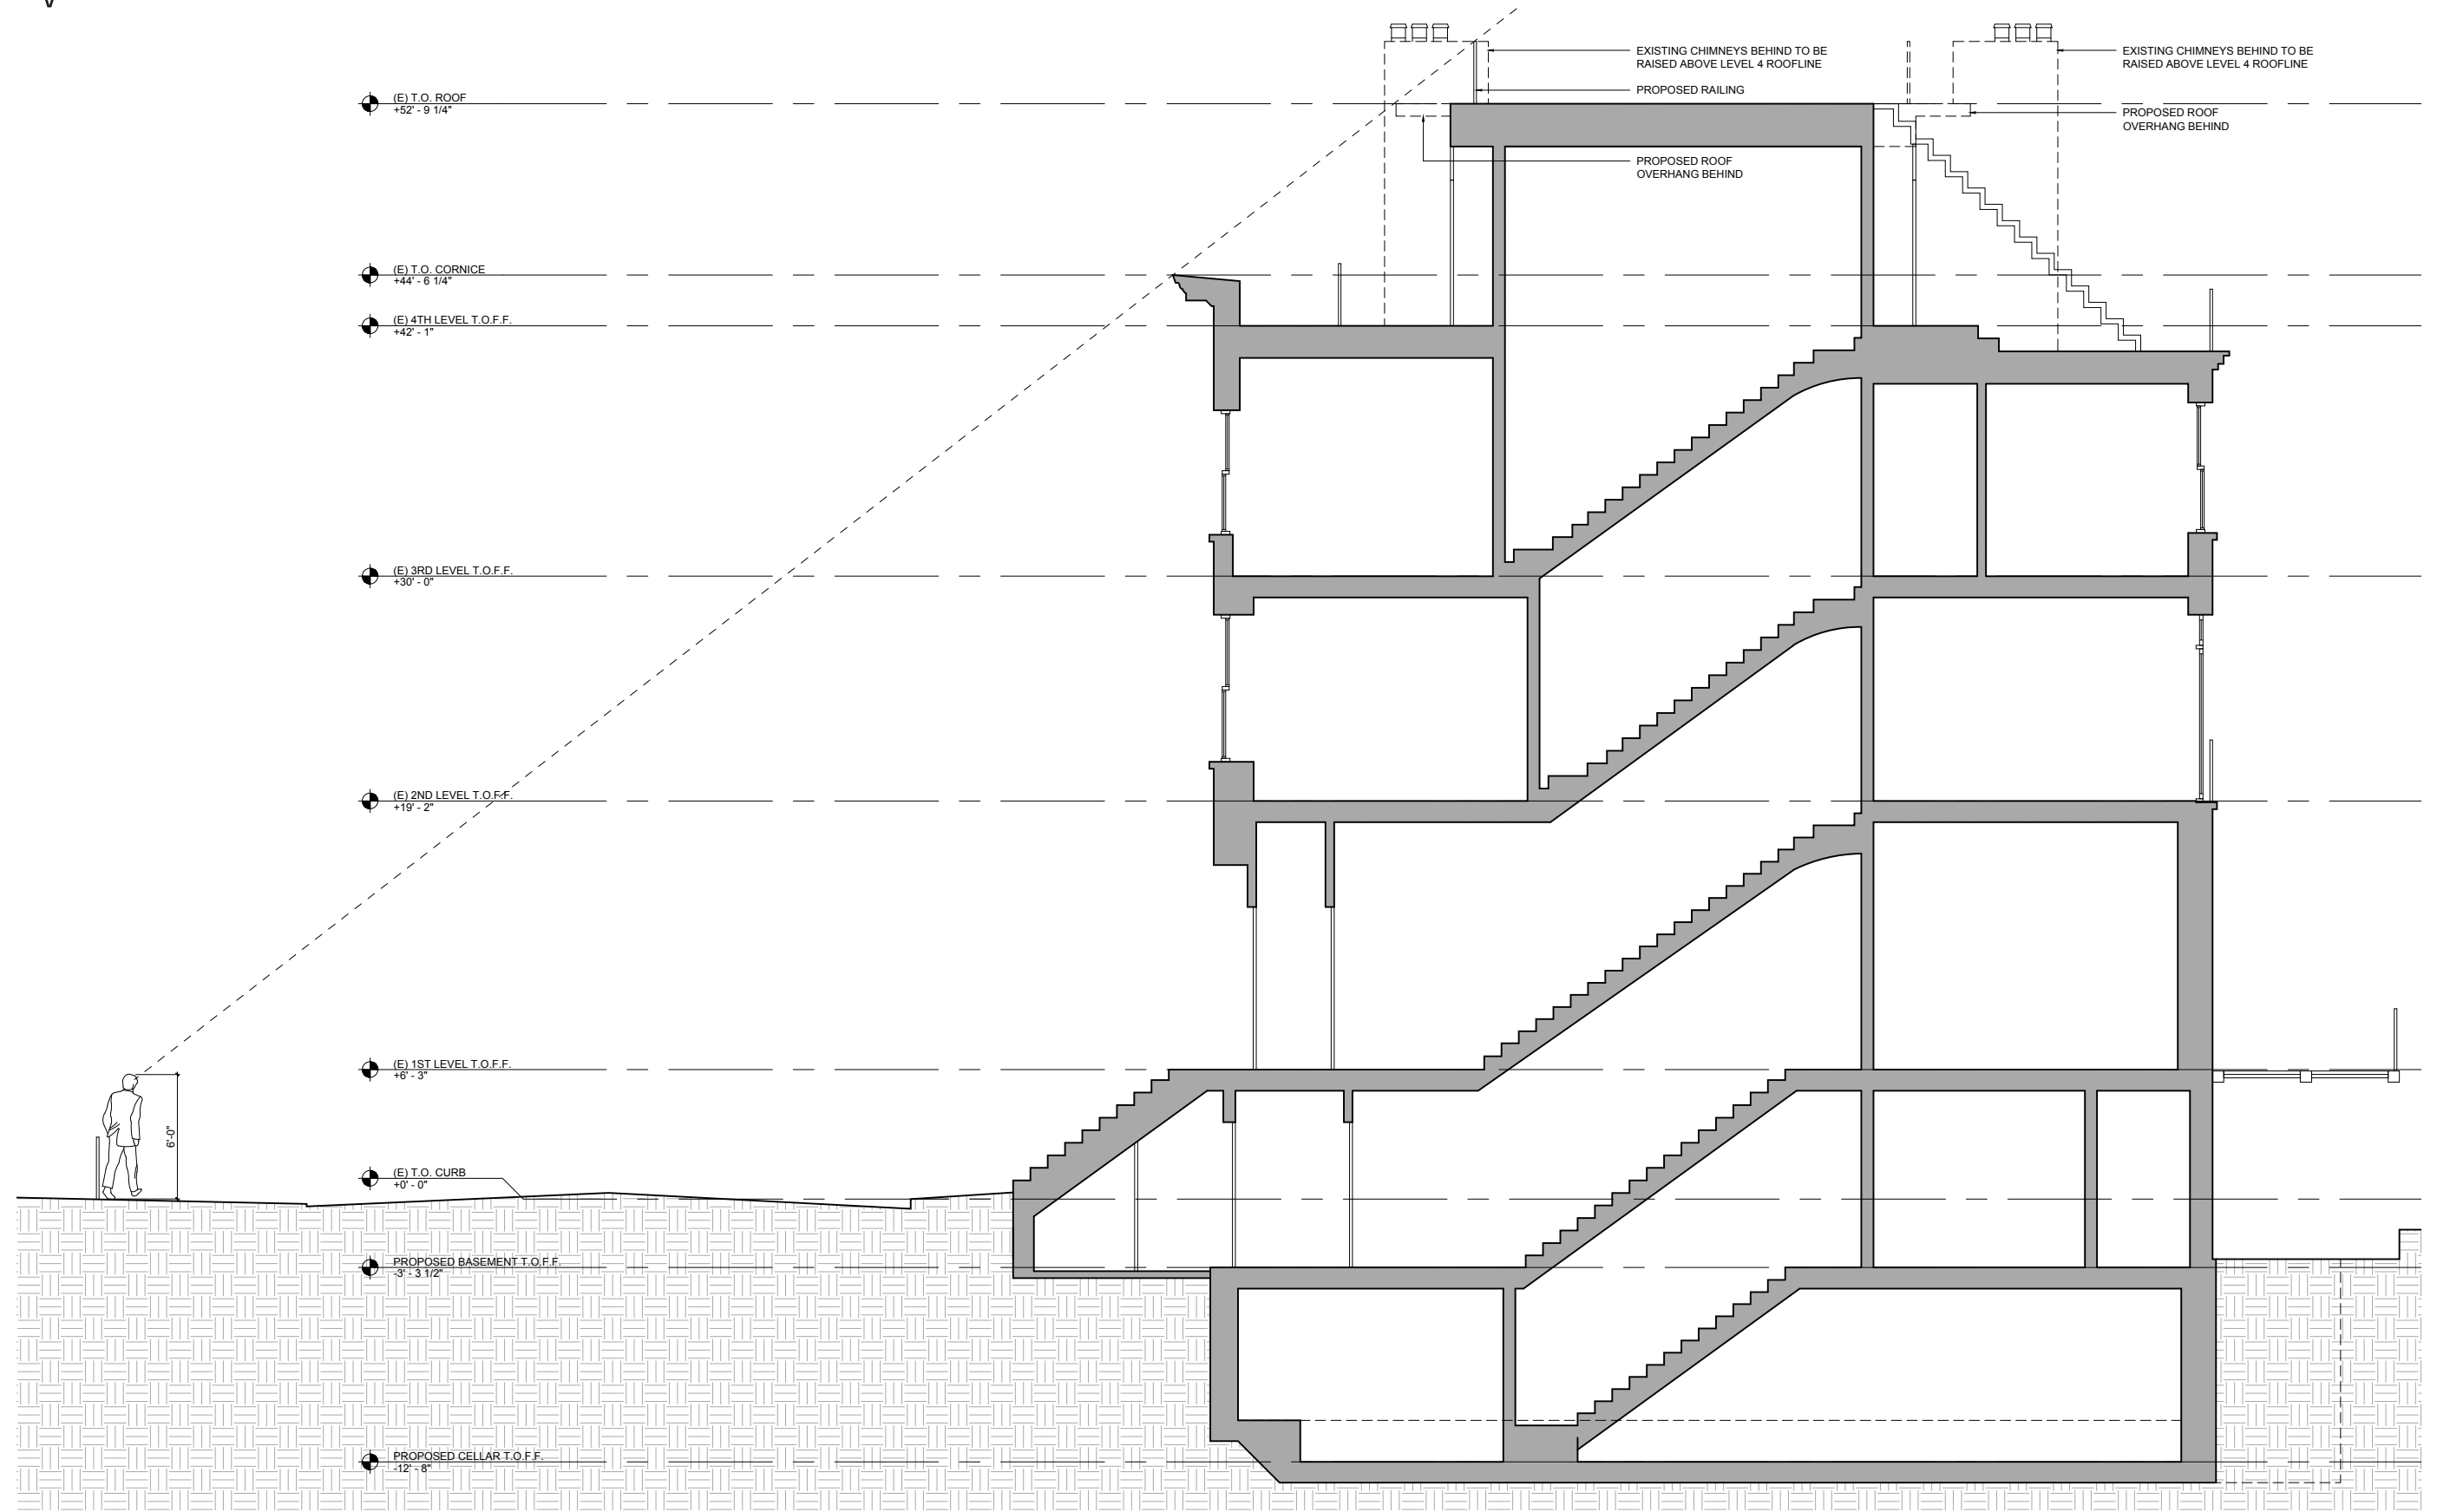 EXISTING CHIMNEYS BEHIND TO BE
RAISED ABOVE LEVEL 4 ROOFLINE
EXISTING CHIMNEYS BEHIND TO BE
RAISED ABOVE LEVEL 4 ROOFLINE
PROPOSED RAILING
(E) T.O. ROOF
+52' - 9 1/4"
PROPOSED ROOF
OVERHANG BEHIND
PROPOSED ROOF
OVERHANG BEHIND
(E) T.O. CORNICE
+44' - 6 1/4"
(E) 4TH LEVEL T.O.F.F.
+42' - 1"
(E) 3RD LEVEL T.O.F.F.
+30' - 0"
(E) 2ND LEVEL T.O.F.F.
+19' - 2"
(E) 1ST LEVEL T.O.F.F.
+6' - 3"
6'-0"
(E) T.O. CURB
+0' - 0"
PROPOSED BASEMENT T.O.F.F.
-3' - 3 1/2"
PROPOSED CELLAR T.O.F.F.
-12' - 8"